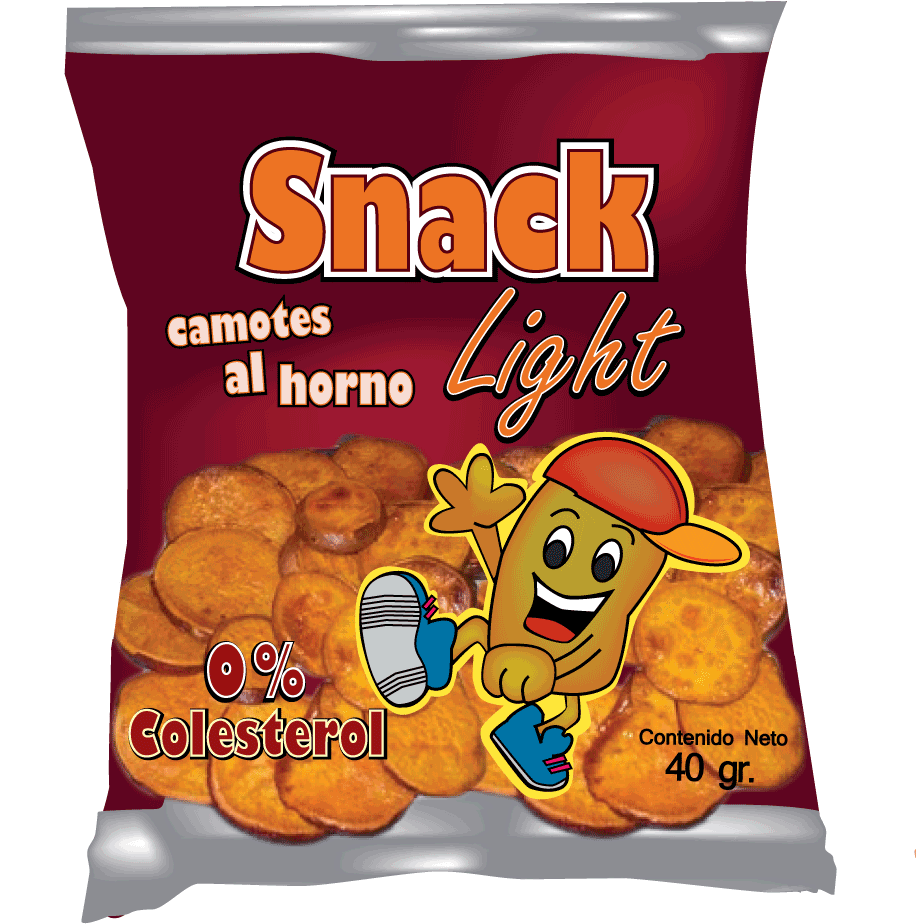 Snack
Light
camotes
al horno
0%
Colesterol
Contenido Neto
40 gr.